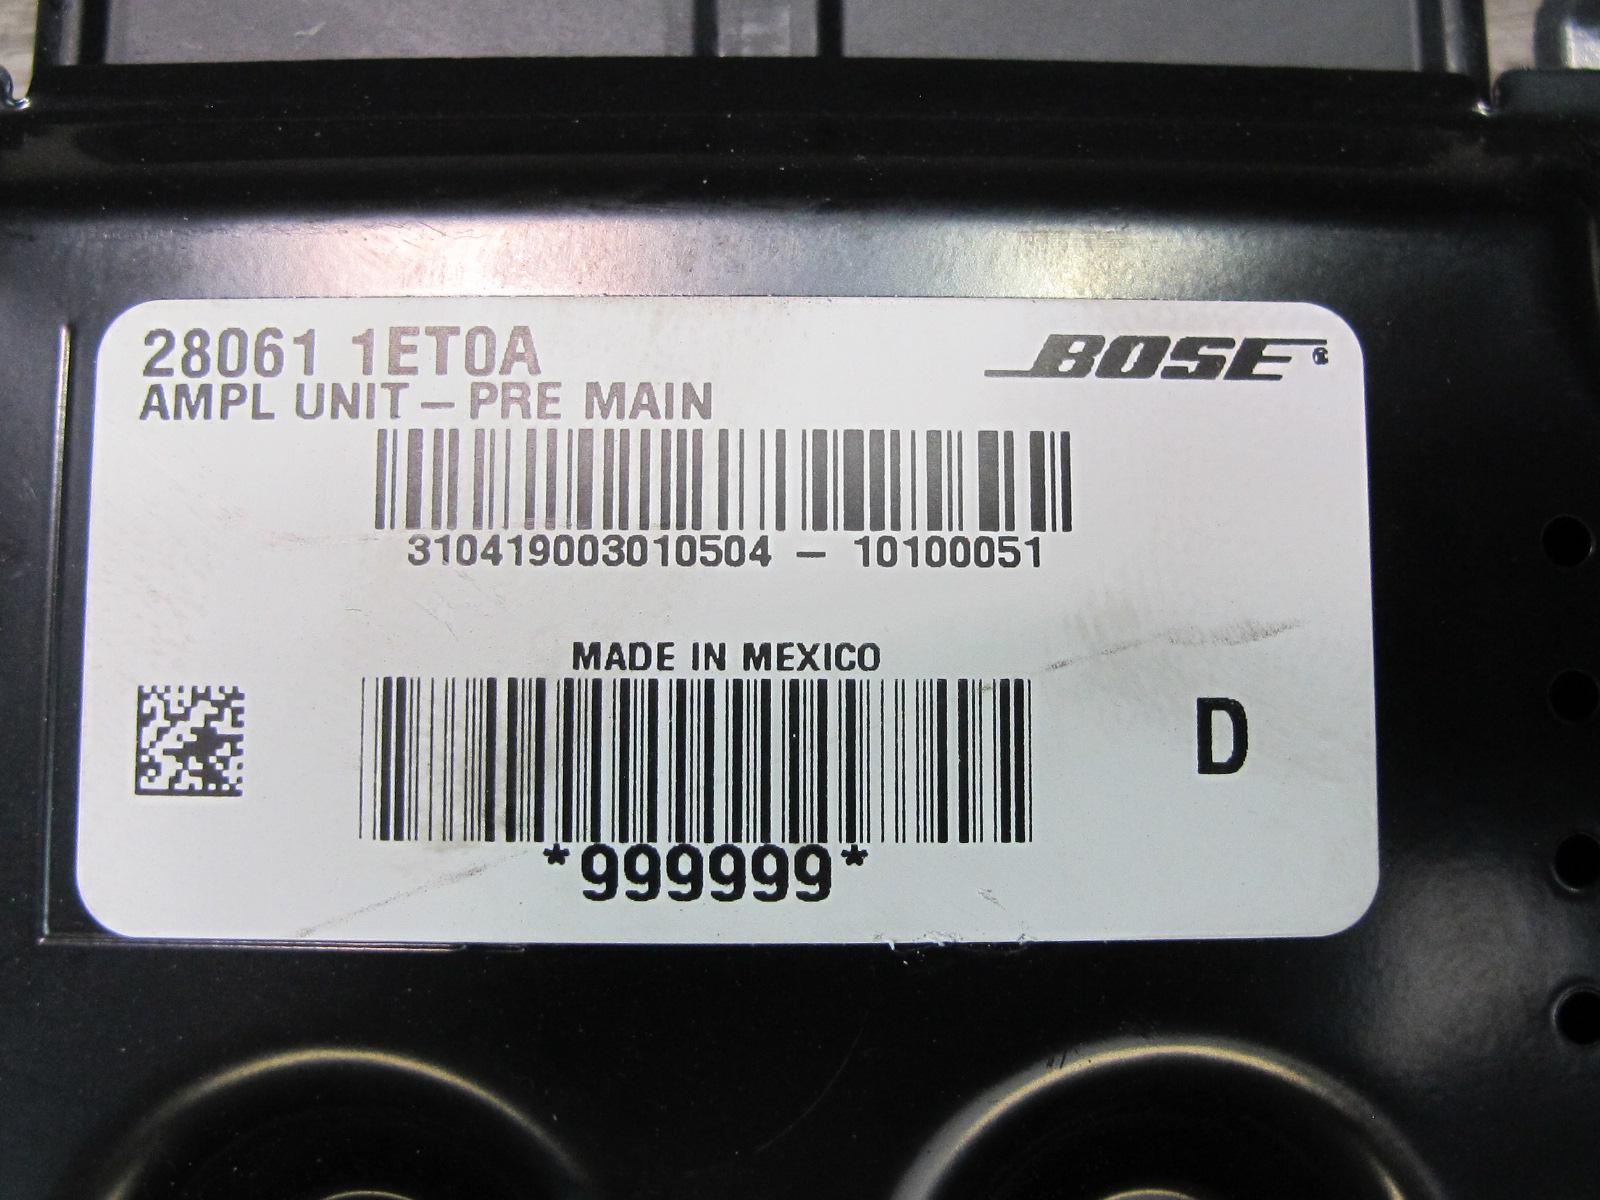 28061 1ET0A
BOSE®
AMPL UNIT – PRE MAIN
310419003010504 – 10100051
MADE IN MEXICO
D
*999999*